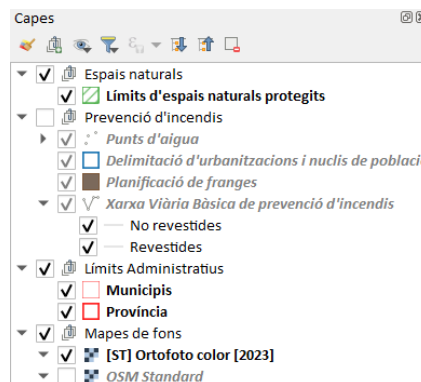 Capes
Espais naturals
Límits d'espais naturals protegits
Prevenció d'incendis
Punts d'aigua
Delimitació d'urbanitzacions i nuclis de població
Planificació de franges
Xarxa Viària Bàsica de prevenció d'incendis
No revestides
Revestides
Límits Administratius
Municipis
Província
Mapes de fons
[ST] Ortofoto color [2023]
OSM Standard